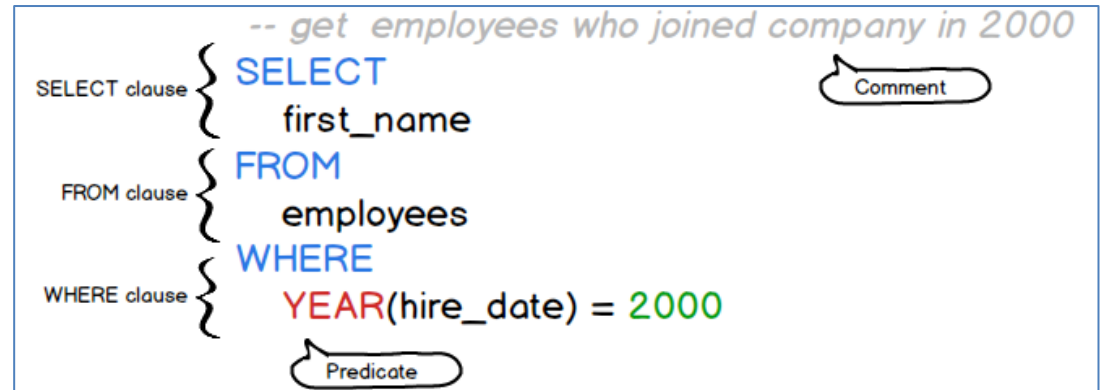 -- get employees who joined company in 2000
SELECT clause
SELECT
first_name
Comment
FROM clause
FROM
employees
WHERE clause
WHERE
YEAR(hire_date) = 2000
Predicate